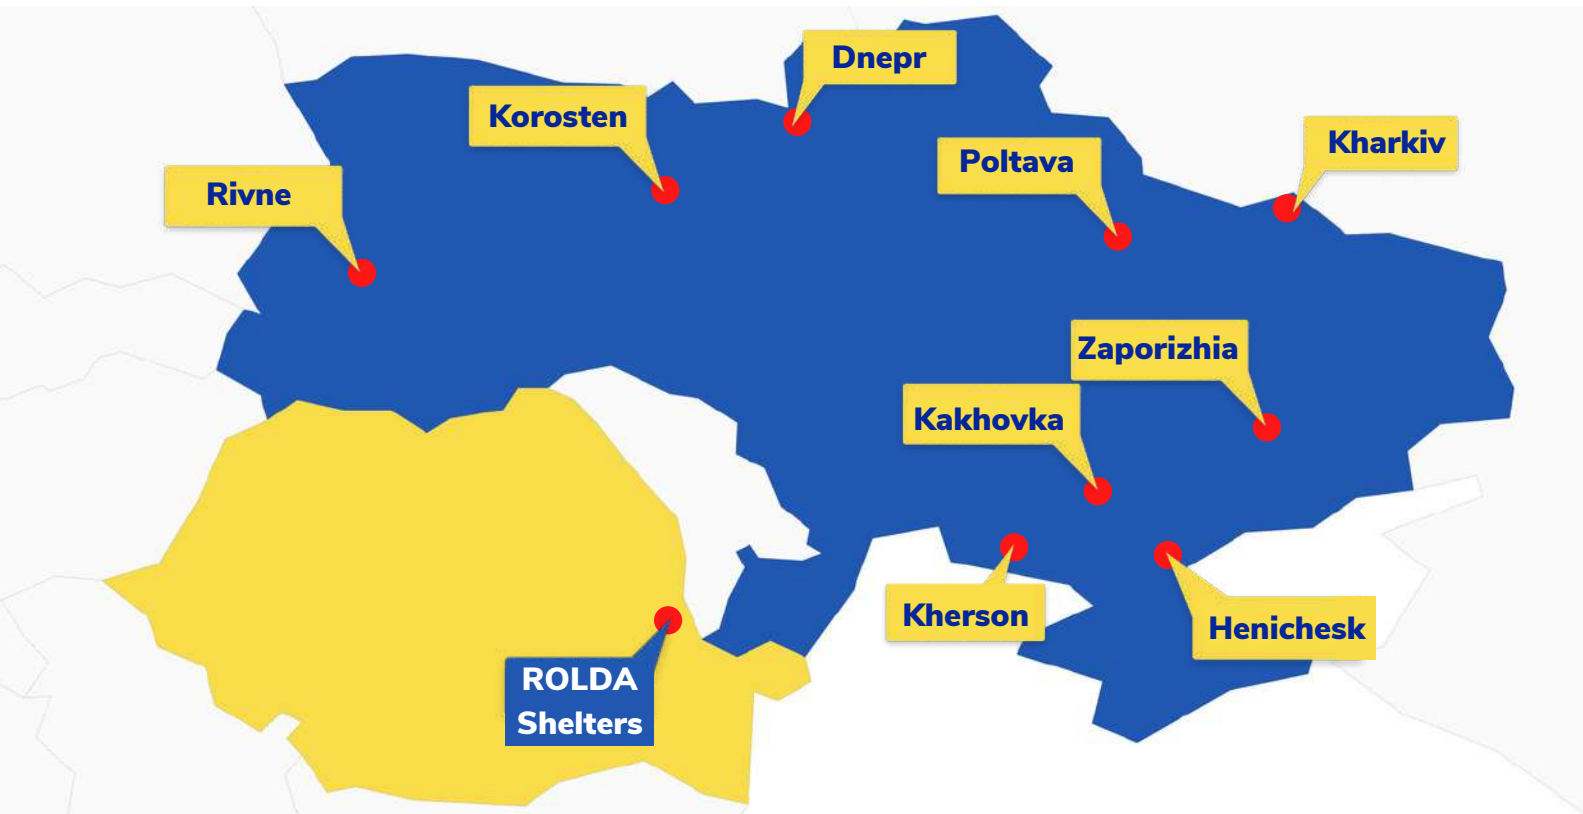 Dnepr
Korosten
Kharkiv
Poltava
Rivne
Zaporizhia
Kakhovka
Kherson
Henichesk
ROLDA
Shelters